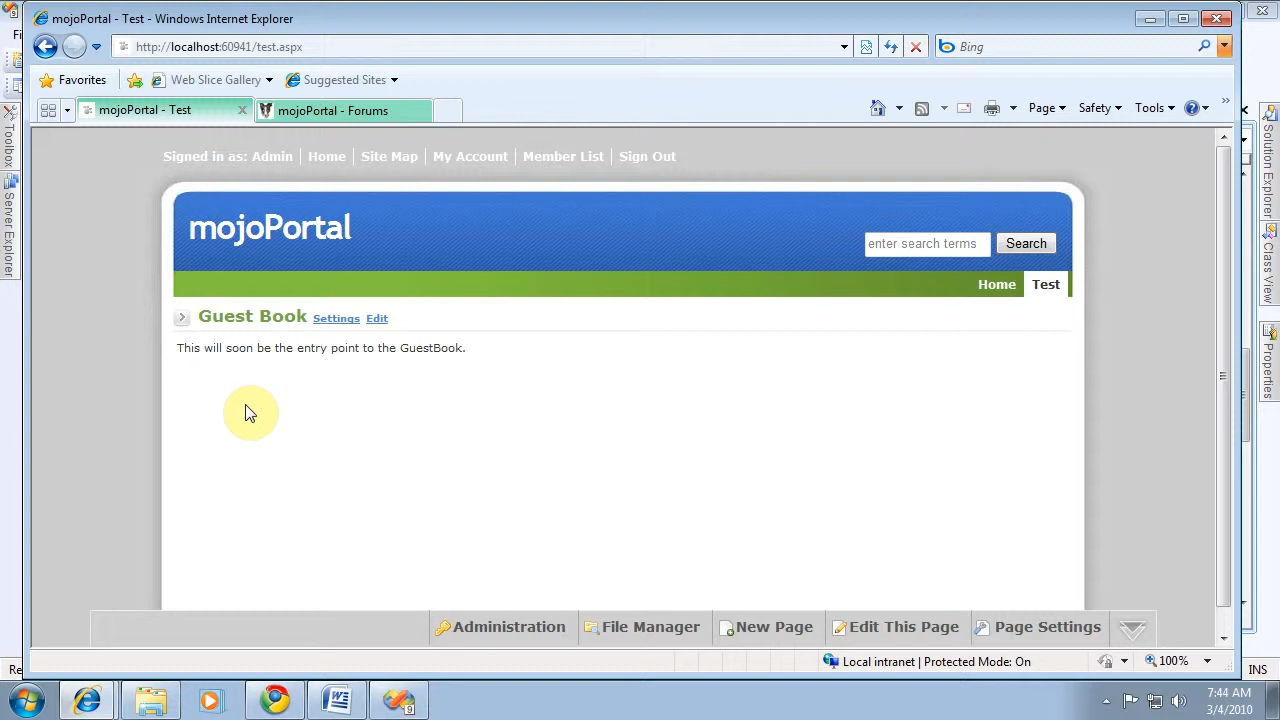 mojoPortal - Test - Windows Internet Explorer
http://localhost:60941/test.aspx
Bing
Favorites
Web Slice Gallery
Suggested Sites
mojoPortal - Test
mojoPortal - Forums
Page
Safety
Tools
Toolbox
Server Explorer
Solution Explorer
Class View
Properties
Signed in as: Admin Home Site Map My Account Member List Sign Out
mojoPortal
enter search terms
Search
Home Test
Guest Book Settings Edit
This will soon be the entry point to the GuestBook.
Administration File Manager New Page Edit This Page Page Settings
Local intranet | Protected Mode: On
100%
INS
7:44 AM
3/4/2010